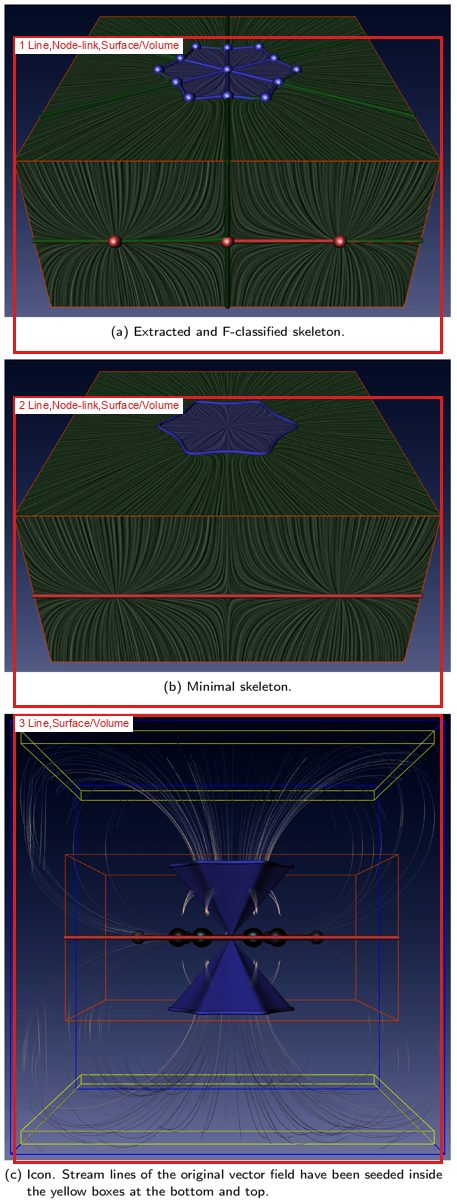 1 Line,Node-link,Surface/Volume
(a) Extracted and F-classified skeleton.
2 Line,Node-link,Surface/Volume
(b) Minimal skeleton.
3 Line,Surface/Volume
(c) Icon. Stream lines of the original vector field have been seeded inside
the yellow boxes at the bottom and top.